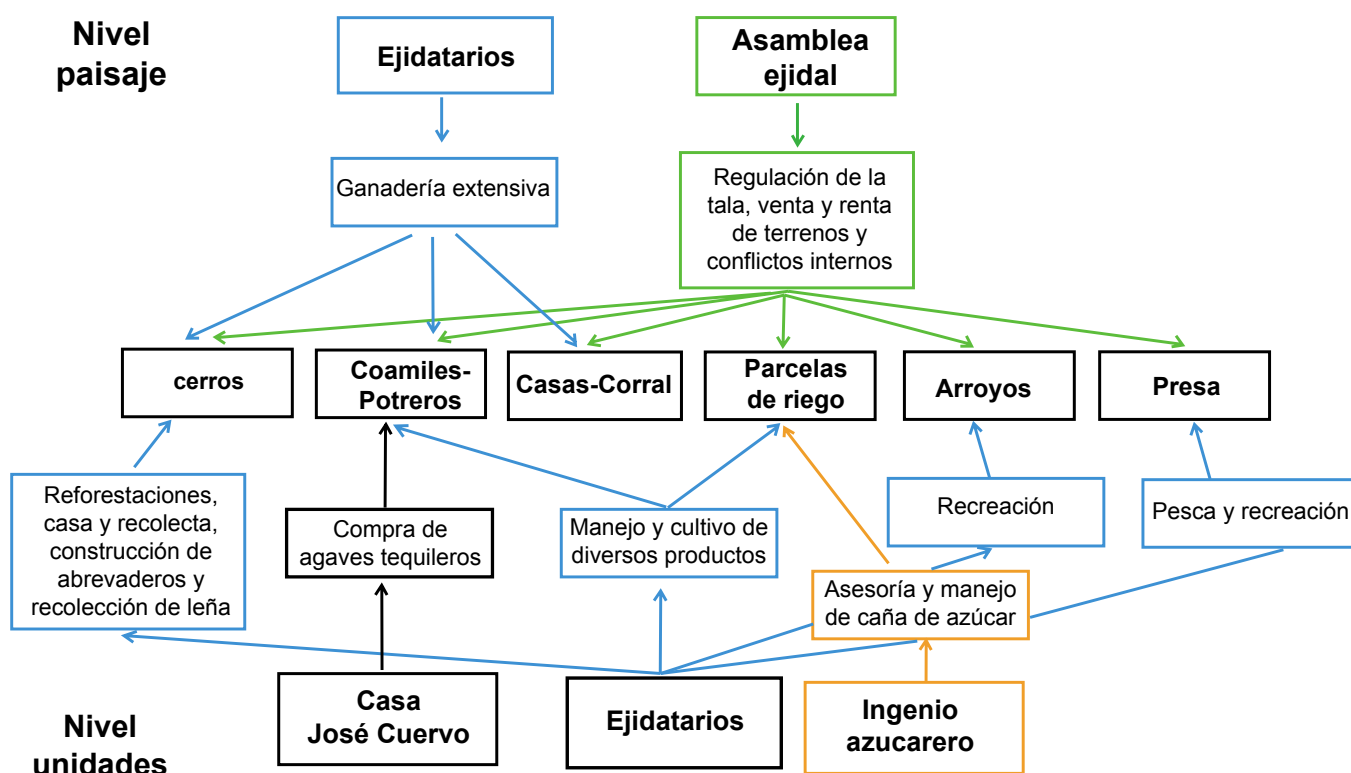 Nivel
paisaje
Ejidatarios
Asamblea
ejidal
Ganadería extensiva
Regulación de la
tala, venta y renta
de terrenos y
conflictos internos
cerros
Coamiles-
Potreros
Casas-Corral
Parcelas
de riego
Arroyos
Presa
Reforestaciones,
casa y recolecta,
construcción de
abrevaderos y
recolección de leña
Compra de
agaves tequileros
Manejo y cultivo de
diversos productos
Recreación
Pesca y recreación
Asesoría y manejo
de caña de azúcar
Casa
José Cuervo
Ejidatarios
Ingenio
azucarero
Nivel
unidades